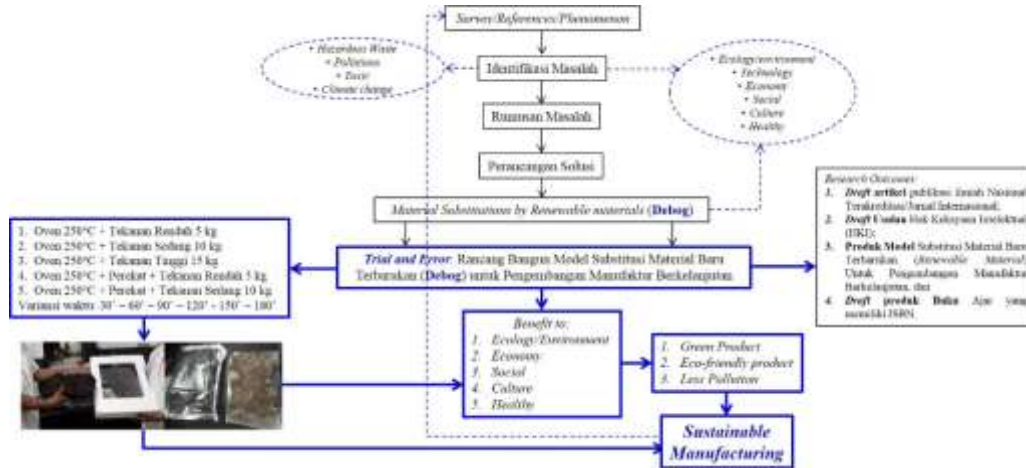 Survey/References/Phenomenon
• Hazardous Waste
• Pollutions
• Toxic
• Climate change
Identifikasi Masalah
• Ecology/environment
• Technology
• Economy
• Social
• Culture
• Healthy
Rumusan Masalah
Perancangan Solusi
Material Substitutions by Renewable materials (Debog)
Research Outcomes:
1. Draft artikel publikasi ilmiah Nasional
Terakreditasi/Jurnal Internasional;
2. Draft Usulan Hak Kekayaan Intelektual
(HKI);
3. Produk Model Substitusi Material Baru
Terbarukan (Renewable Material)
Untuk Pengembangan Manufaktur
Berkelanjutan, dan
4. Draft produk Buku Ajar yang
memiliki ISBN.
1. Oven 250°C + Tekanan Rendah 5 kg
2. Oven 250°C + Tekanan Sedang 10 kg
3. Oven 250°C + Tekanan Tinggi 15 kg
4. Oven 250°C + Perekat + Tekanan Rendah 5 kg
5. Oven 250°C + Perekat + Tekanan Sedang 10 kg
Variansi waktu: 30' – 60' – 90' – 120' - 150' – 180'
Trial and Error: Rancang Bangun Model Substitusi Material Baru
Terbarukan (Debog) untuk Pengembangan Manufaktur Berkelanjutan
Benefit to:
1. Ecology/Environment
2. Economy
3. Social
4. Culture
5. Healthy
1. Green Product
2. Eco-friendly product
3. Less Pollution
Sustainable
Manufacturing